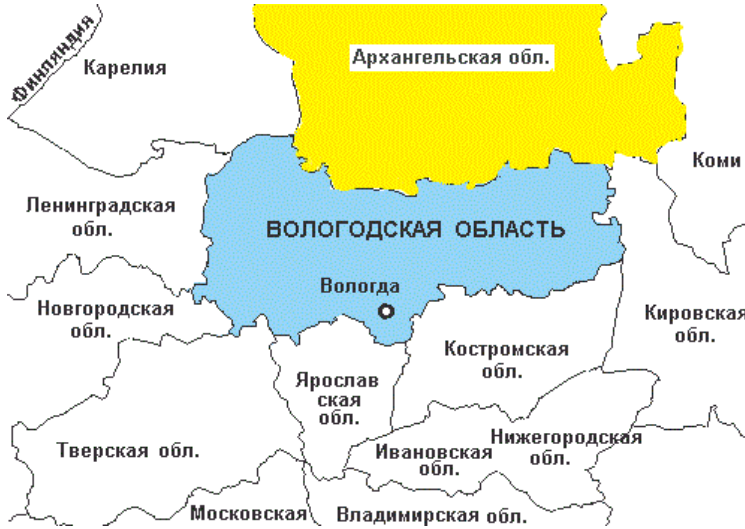 Финляндия
Карелия
Архангельская обл.
Коми
Ленинградская
обл.
ВОЛОГОДСКАЯ ОБЛАСТЬ
Вологда
Новгородская
обл.
Кировская
обл.
Костромская
обл.
Ярослав
ская
обл.
Тверская обл.
Ивановская
обл.
Нижегородская
обл.
Московская
Владимирская обл.